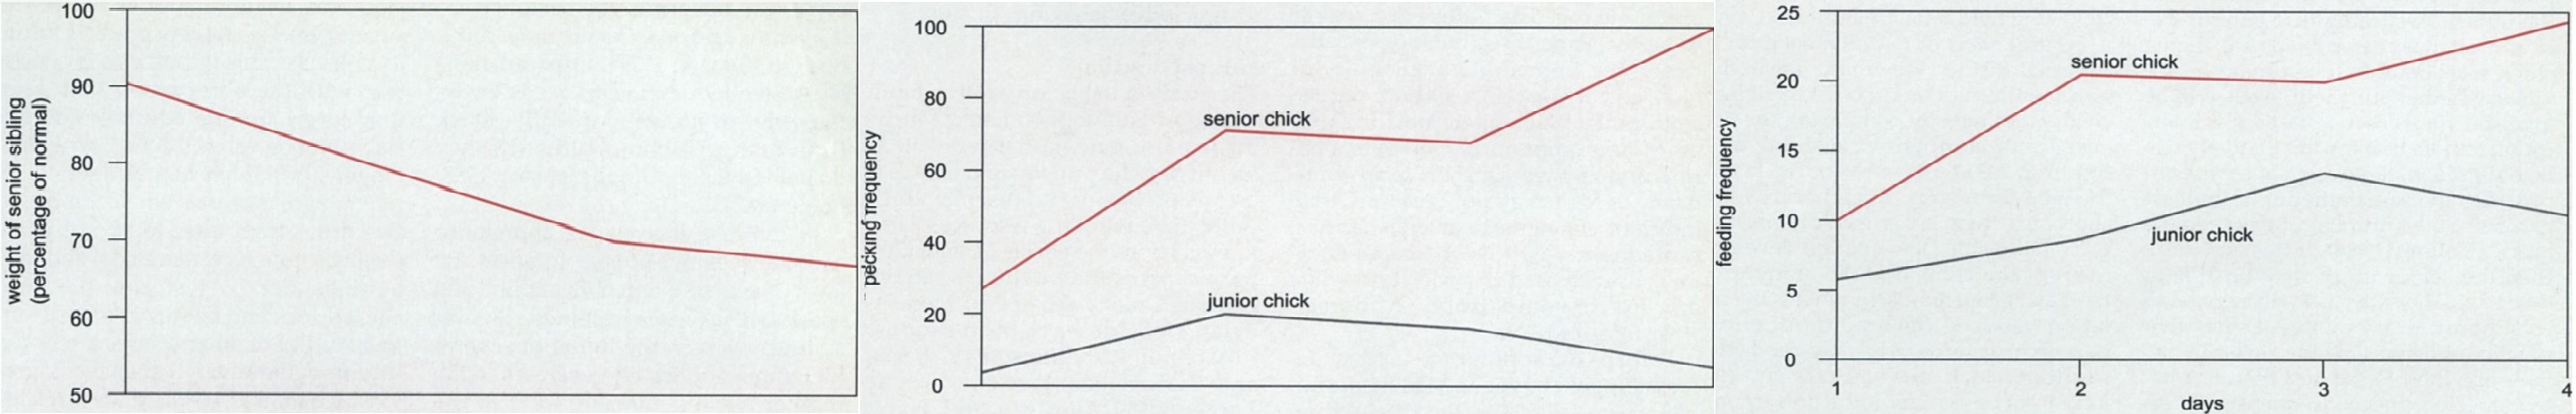 weight of senior sibling
(percentage of normal)
100
90
80
70
60
50
pecking frequency
100
80
60
40
20
0
senior chick
junior chick
feeding frequency
25
20
15
10
5
0
senior chick
junior chick
1 2 3 4
days